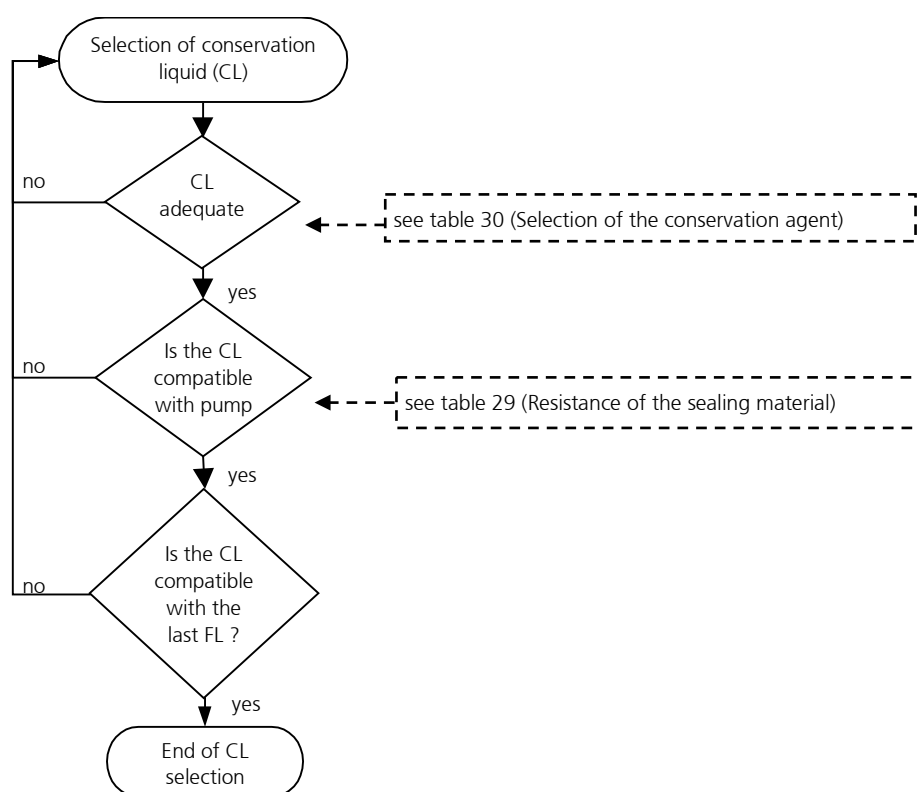 Selection of conservation
liquid (CL)
no
CL
adequate
see table 30 (Selection of the conservation agent)
yes
no
Is the CL
compatible
with pump
see table 29 (Resistance of the sealing material)
yes
no
Is the CL
compatible
with the
last FL ?
yes
End of CL
selection